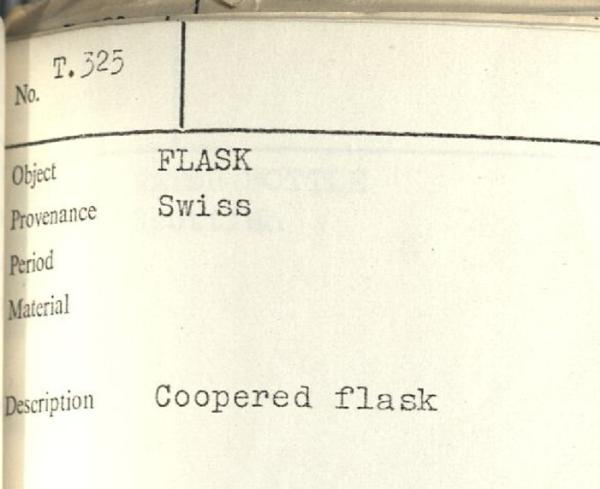 No. T.325
Object FLASK
Provenance Swiss
Period
Material
Description Coopered flask